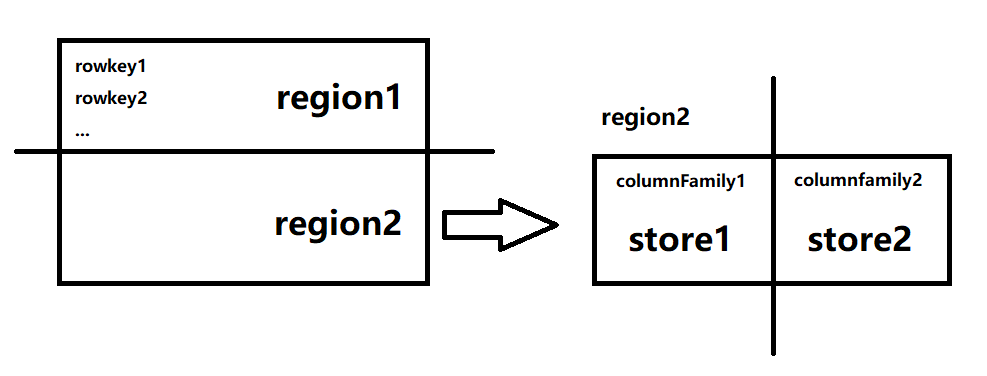 rowkey1
rowkey2
...
region1
region2
region2
columnFamily1
columnfamily2
store1
store2